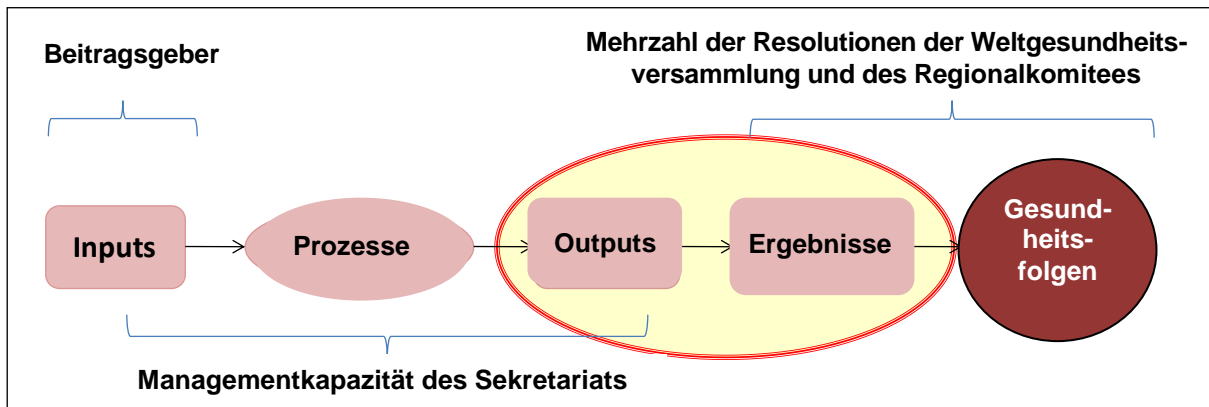 Beitragsgeber
Mehrzahl der Resolutionen der Weltgesundheits-
versammlung und des Regionalkomitees
Inputs
Prozesse
Outputs
Ergebnisse
Gesund-
heits-
folgen
Managementkapazität des Sekretariats